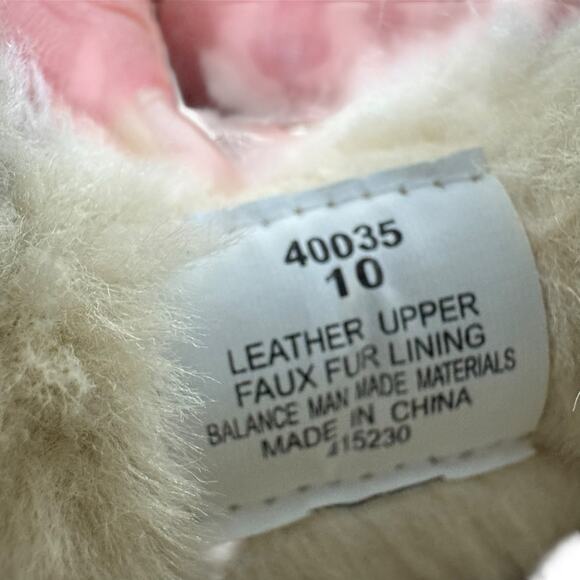 40035
10
LEATHER UPPER
FAUX FUR LINING
BALANCE MAN MADE MATERIALS
MADE IN CHINA
415230